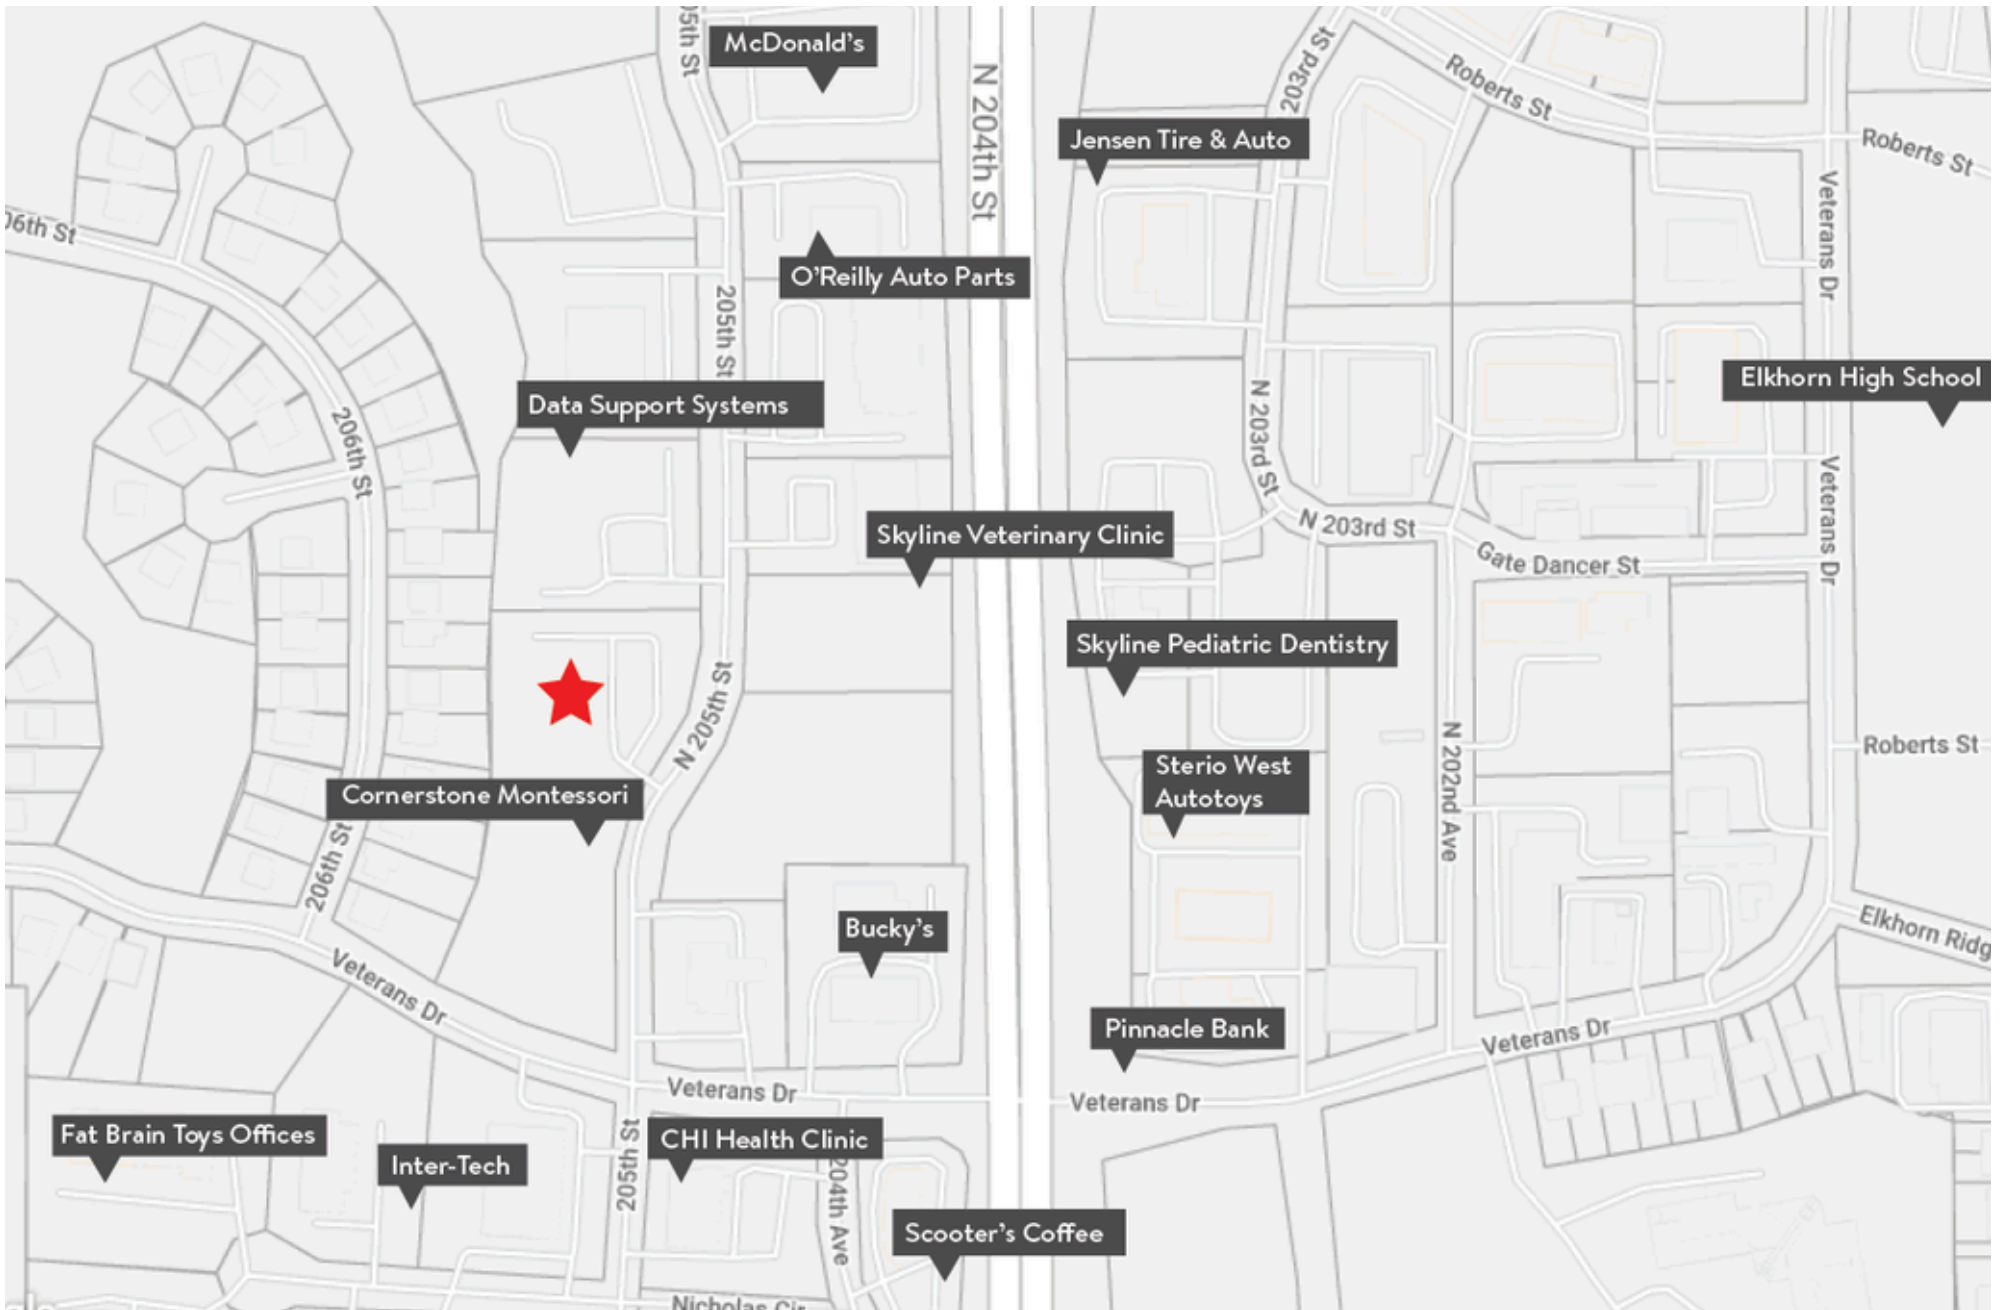 05th St
McDonald's
N 204th St
203rd St
Roberts St
Jensen Tire & Auto
Roberts St
Veterans Dr
06th St
O'Reilly Auto Parts
205th St
Data Support Systems
Elkhorn High School
206th St
N 203rd St
Veterans Dr
Skyline Veterinary Clinic
N 203rd St
Gate Dancer St
Skyline Pediatric Dentistry
N 205th St
Roberts St
N 202nd Ave
Sterio West
Autotoys
Cornerstone Montessori
206th St
Bucky's
Elkhorn Ridg
Veterans Dr
Pinnacle Bank
Veterans Dr
Veterans Dr
Veterans Dr
Fat Brain Toys Offices
Inter-Tech
205th St
CHI Health Clinic
204th Ave
Scooter's Coffee
Nicholas Cir